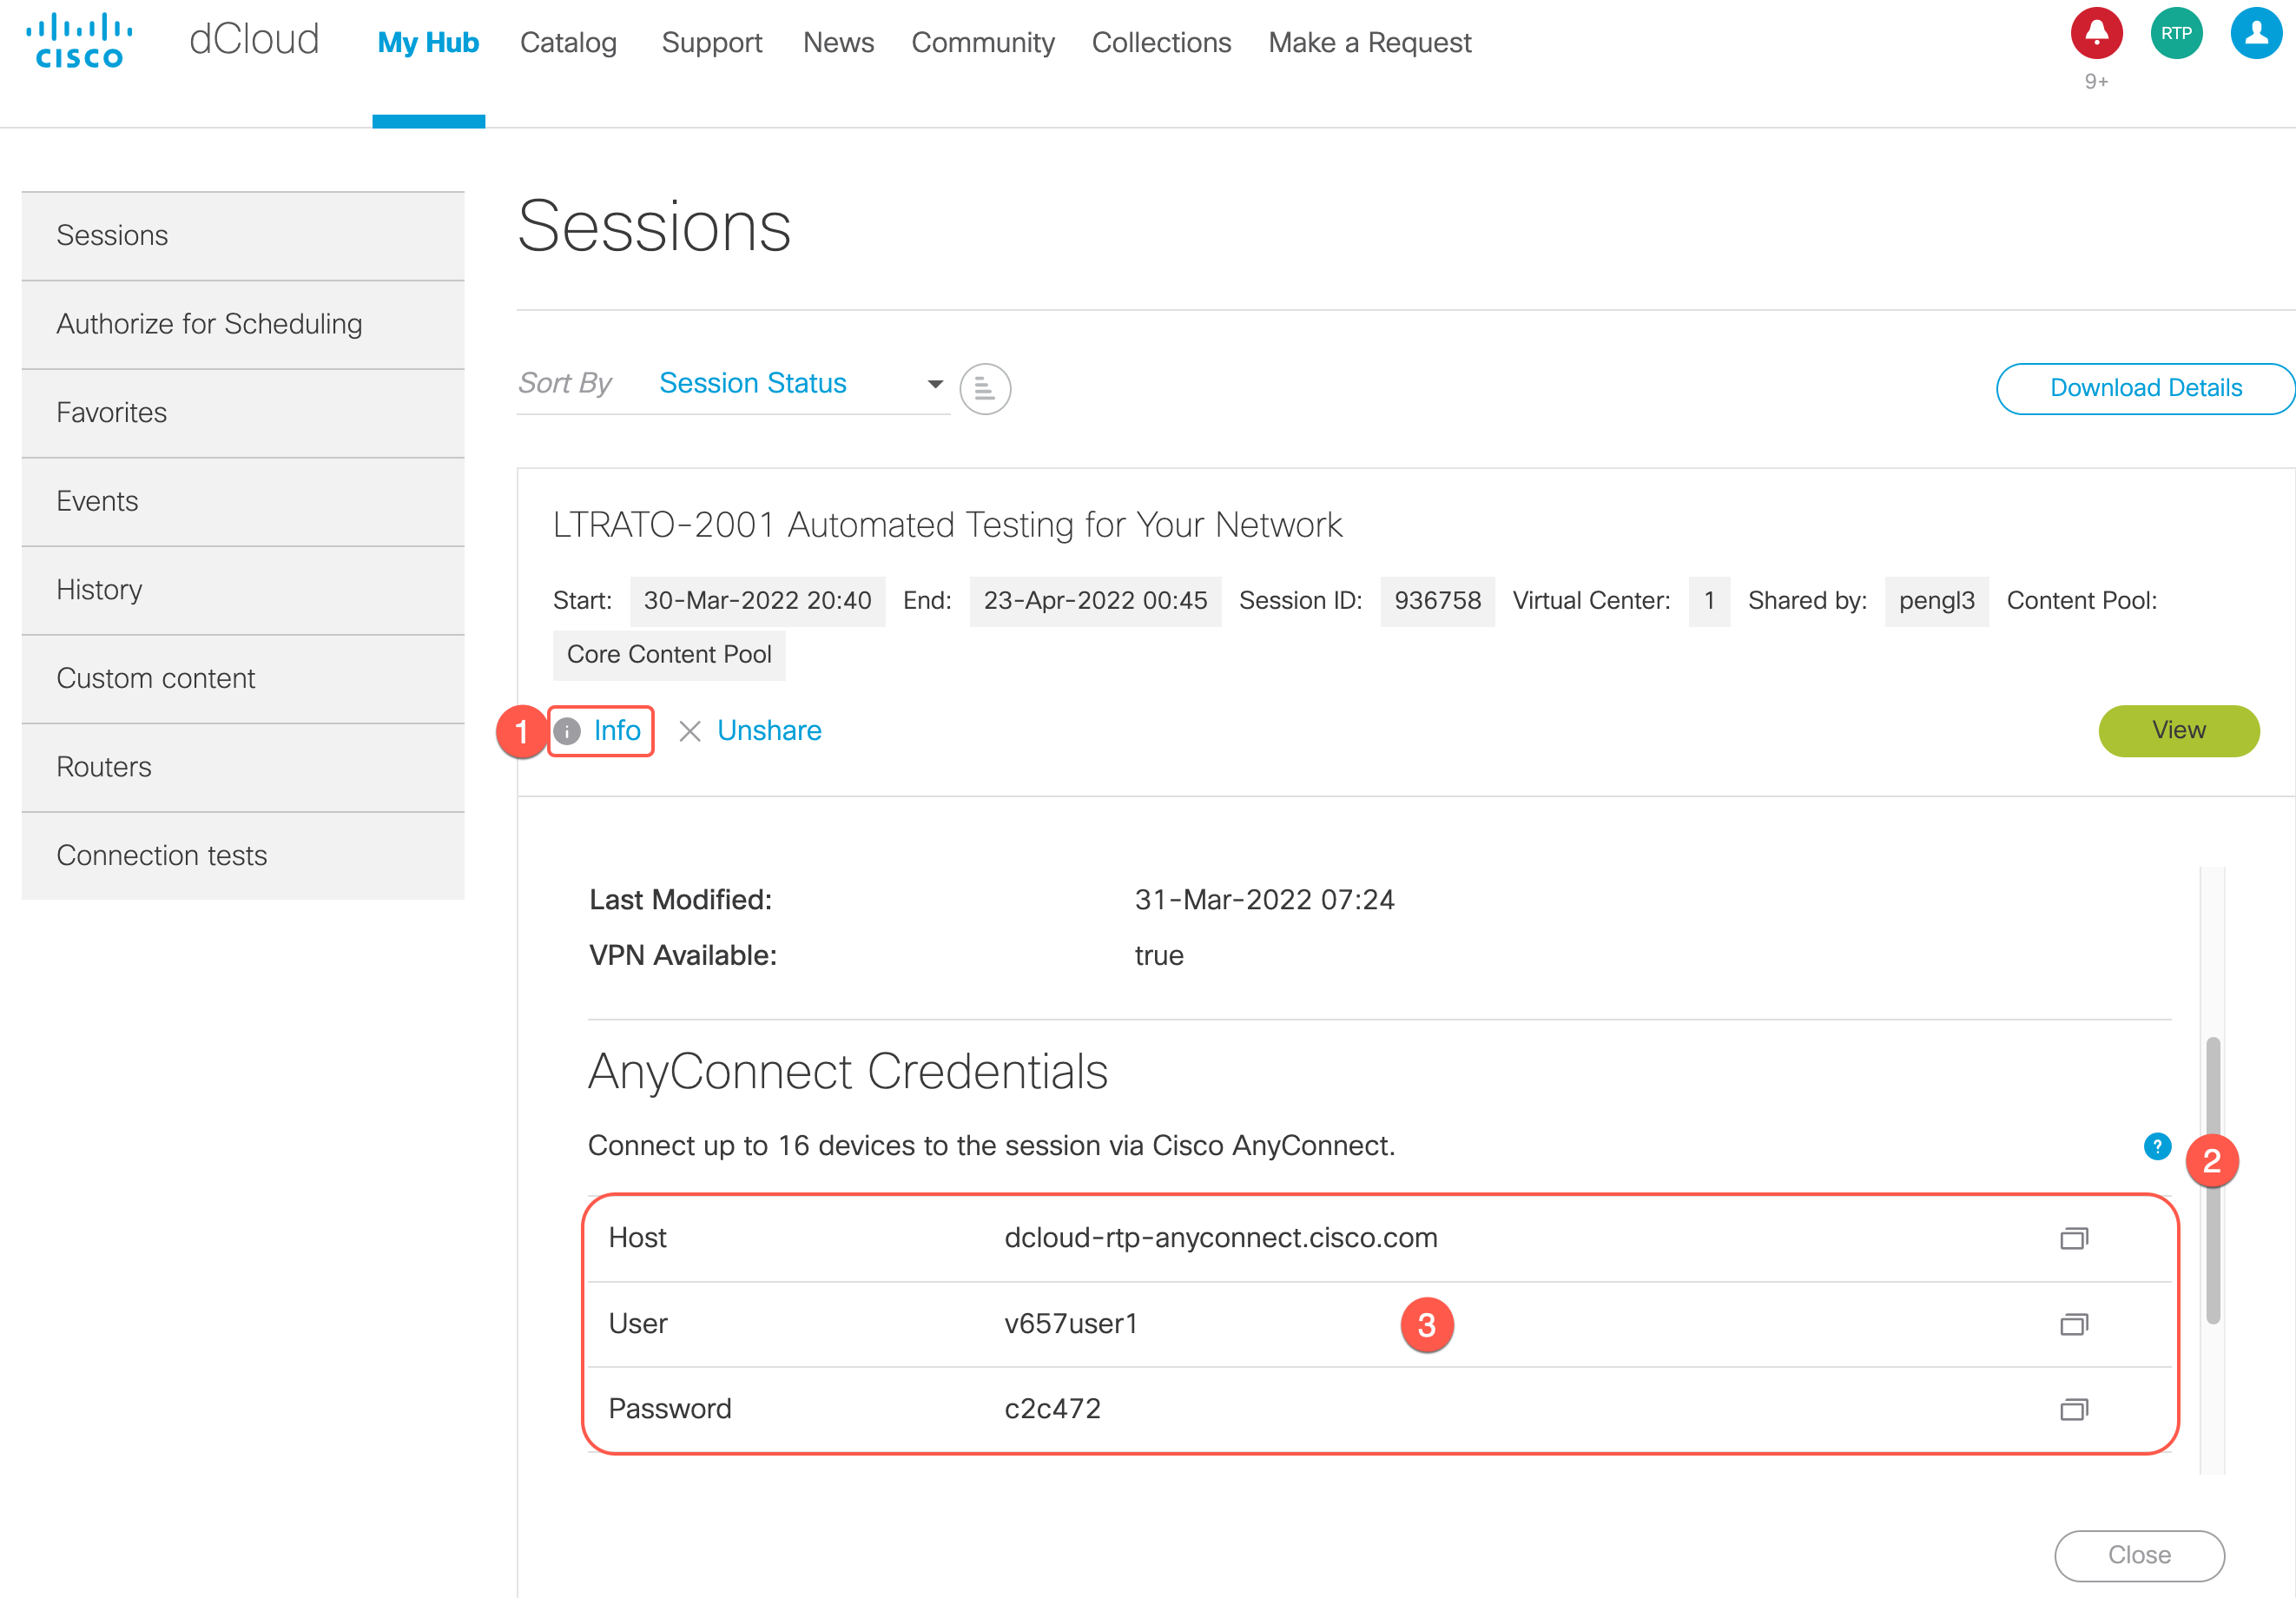 CISCO
dCloud
My Hub
Catalog
Support
News
Community
Collections
Make a Request
RTP
9+
Sessions
Authorize for Scheduling
Favorites
Events
History
Custom content
Routers
Connection tests
Sessions
Sort By Session Status
Download Details
LTRATO-2001 Automated Testing for Your Network
Start: 30-Mar-2022 20:40 End: 23-Apr-2022 00:45 Session ID: 936758 Virtual Center: 1 Shared by: pengl3 Content Pool:
Core Content Pool
1 Info Unshare
View
Last Modified: 31-Mar-2022 07:24
VPN Available: true
AnyConnect Credentials
Connect up to 16 devices to the session via Cisco AnyConnect.
?
2
Host dcloud-rtp-anyconnect.cisco.com
User v657user1
3
Password c2c472
Close